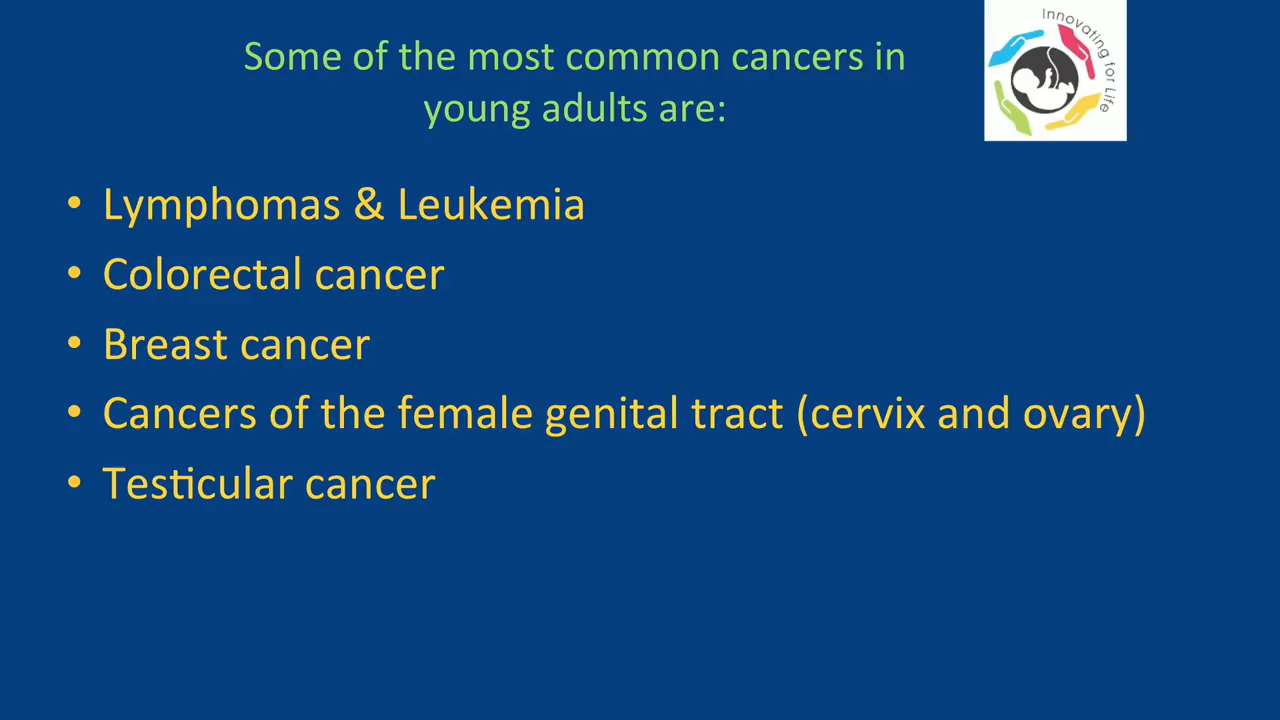 Some of the most common cancers in
young adults are:
Innovating for Life
• Lymphomas & Leukemia
• Colorectal cancer
• Breast cancer
• Cancers of the female genital tract (cervix and ovary)
• Testicular cancer